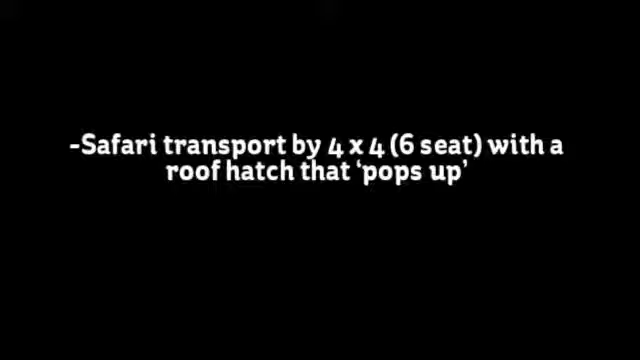 -Safari transport by 4 x 4 (6 seat) with a
roof hatch that ‘pops up’